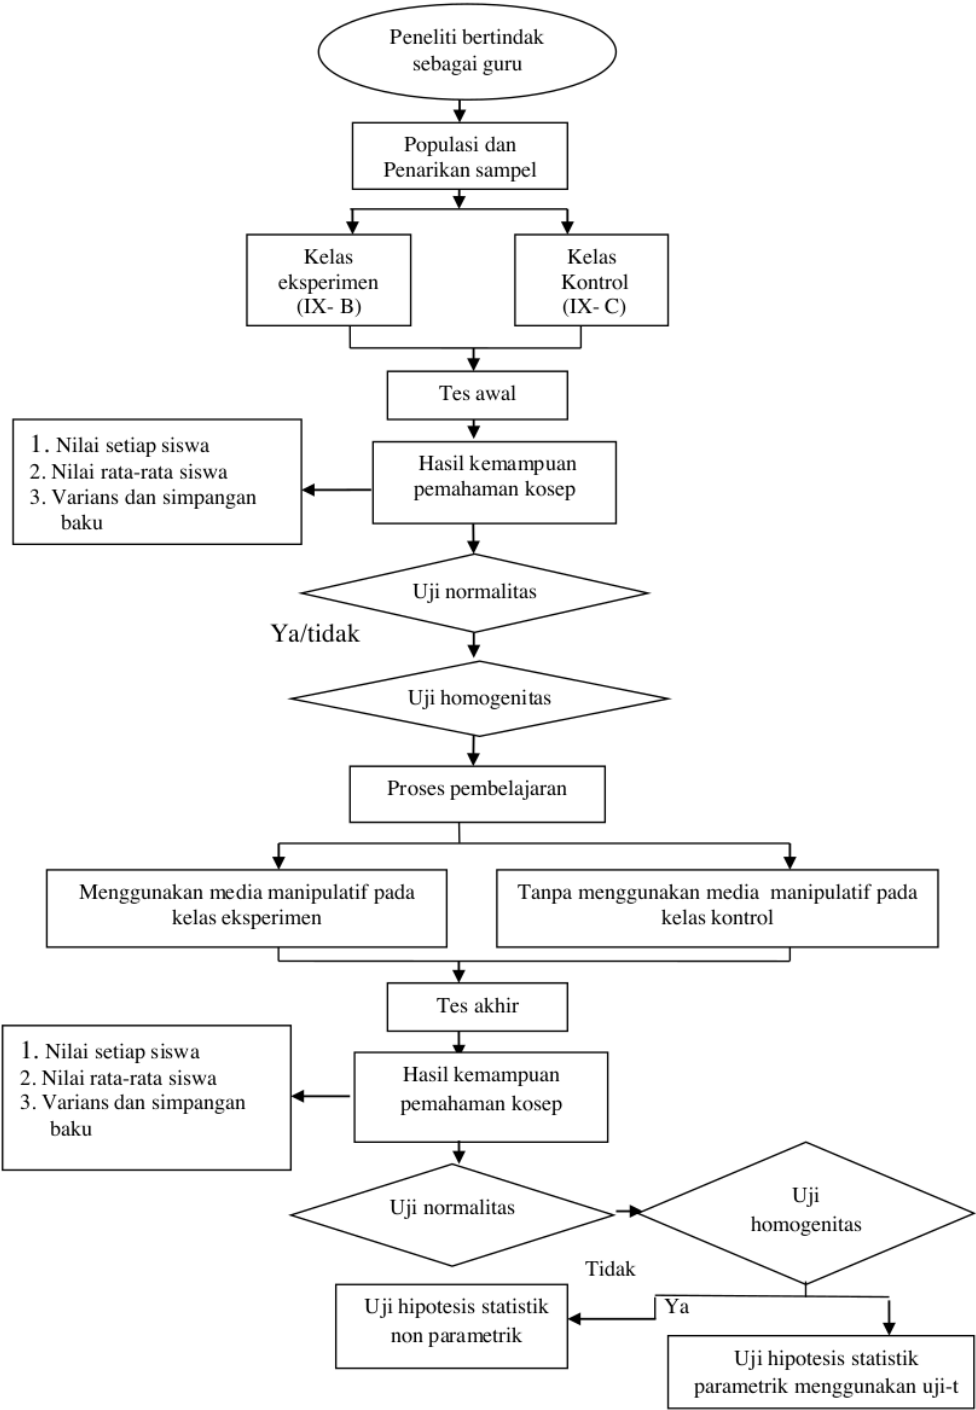 Peneliti bertindak
sebagai guru
Populasi dan
Penarikan sampel
Kelas
eksperimen
(IX- B)
Kelas
Kontrol
(IX- C)
Tes awal
1. Nilai setiap siswa
2. Nilai rata-rata siswa
3. Varians dan simpangan
baku
Hasil kemampuan
pemahaman kosep
Uji normalitas
Ya/tidak
Uji homogenitas
Proses pembelajaran
Menggunakan media manipulatif pada
kelas eksperimen
Tanpa menggunakan media manipulatif pada
kelas kontrol
Tes akhir
1. Nilai setiap siswa
2. Nilai rata-rata siswa
3. Varians dan simpangan
baku
Hasil kemampuan
pemahaman kosep
Uji normalitas
Uji
homogenitas
Tidak
Ya
Uji hipotesis statistik
non parametrik
Uji hipotesis statistik
parametrik menggunakan uji-t